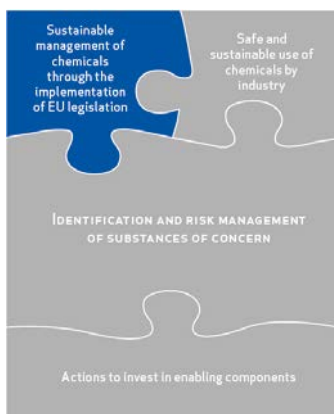 Sustainable
management of
chemicals
through the
implementation
of EU legislation
Safe and
sustainable use of
chemicals by
industry
IDENTIFICATION AND RISK MANAGEMENT
OF SUBSTANCES OF CONCERN
Actions to invest in enabling components